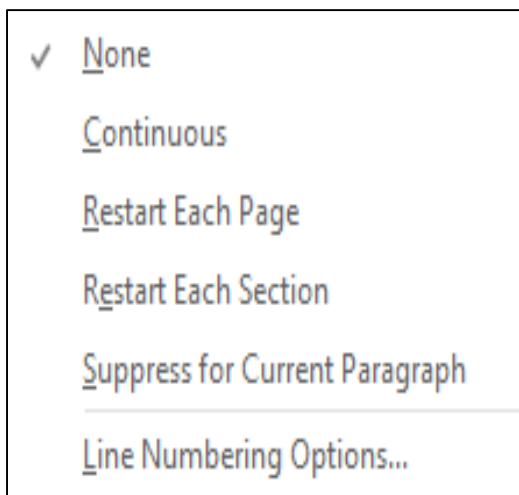 None
Continuous
Restart Each Page
Restart Each Section
Suppress for Current Paragraph
Line Numbering Options...